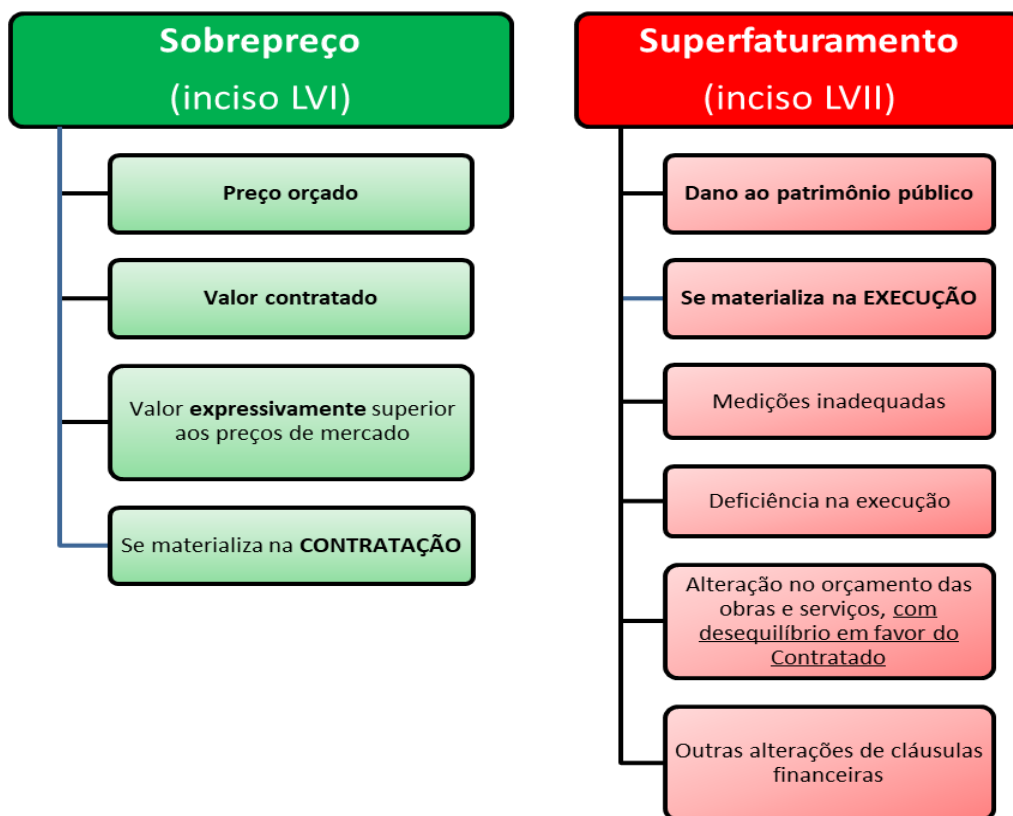 Sobrepreço
(inciso LVI)
Preço orçado
Valor contratado
Valor expressivamente superior
aos preços de mercado
Se materializa na CONTRATAÇÃO
Superfaturamento
(inciso LVII)
Dano ao patrimônio público
Se materializa na EXECUÇÃO
Medições inadequadas
Deficiência na execução
Alteração no orçamento das
obras e serviços, com
desequilíbrio em favor do
Contratado
Outras alterações de cláusulas
financeiras